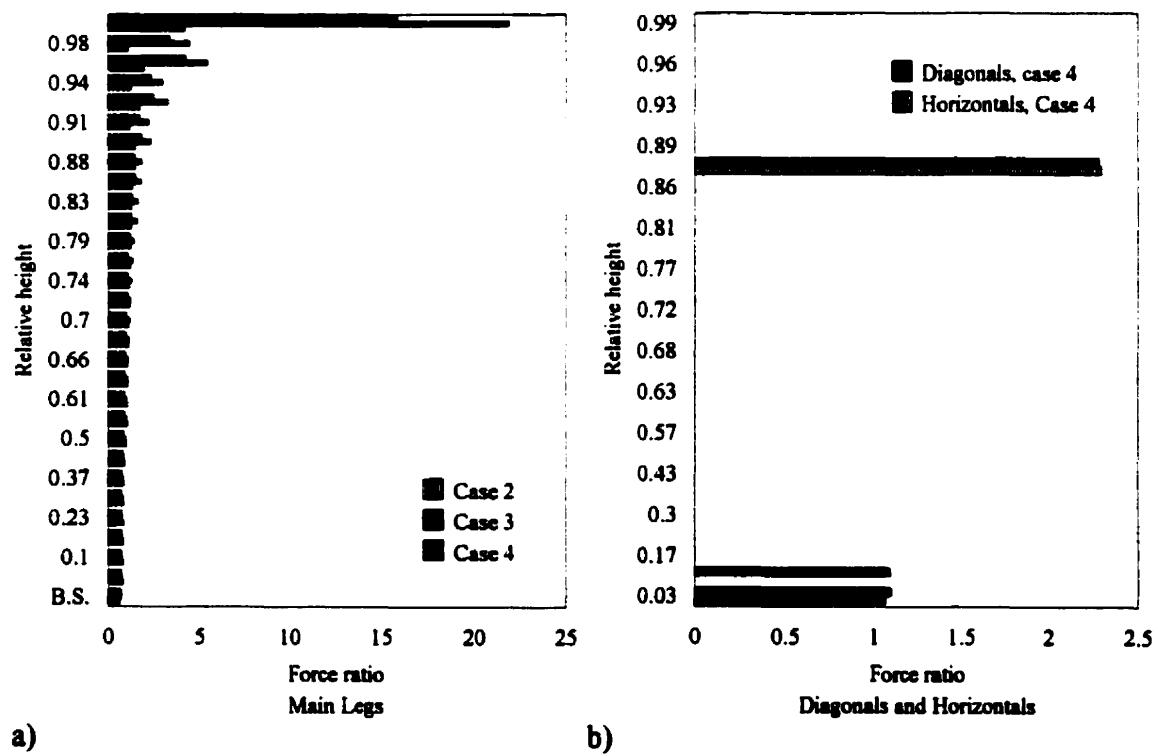 0.98
0.94
0.91
0.88
0.83
0.79
0.74
0.7
0.66
0.61
0.5
0.37
0.23
0.1
B.S.
Relative height
0 5 10 15 20 25
Force ratio
Main Legs
Case 2
Case 3
Case 4
a)
0.99
0.96
0.93
0.89
0.86
0.81
0.77
0.72
0.68
0.63
0.57
0.43
0.3
0.17
0.03
Relative height
0 0.5 1 1.5 2 2.5
Force ratio
Diagonals and Horizontals
Diagonals, case 4
Horizontals, Case 4
b)